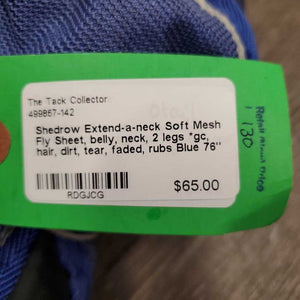 The Tack Collector
499867-142
Shedrow Extend-a-neck Soft Mesh
Fly Sheet, belly, neck, 2 legs *gc,
hair, dirt, tear, faded, rubs Blue 76"
RDGJCG
$65.00
Retail Price
130